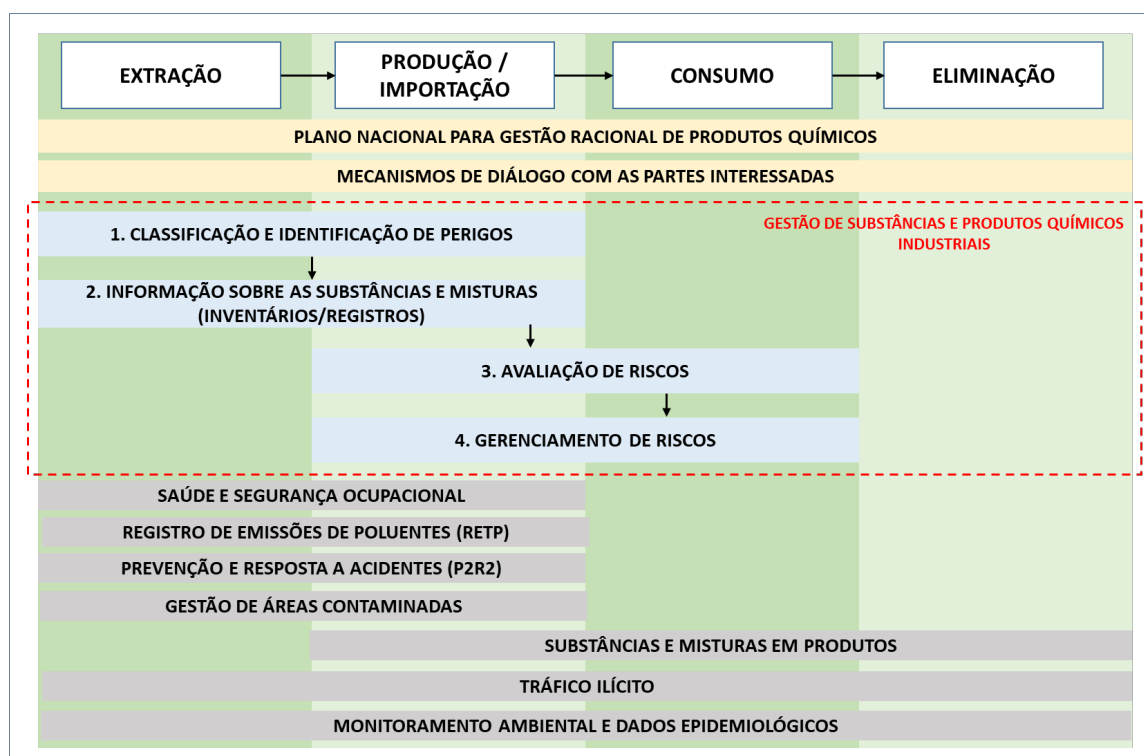 EXTRAÇÃO
PRODUÇÃO /
IMPORTAÇÃO
CONSUMO
ELIMINAÇÃO
PLANO NACIONAL PARA GESTÃO RACIONAL DE PRODUTOS QUÍMICOS
MECANISMOS DE DIÁLOGO COM AS PARTES INTERESSADAS
GESTÃO DE SUBSTÂNCIAS E PRODUTOS QUÍMICOS
INDUSTRIAIS
1. CLASSIFICAÇÃO E IDENTIFICAÇÃO DE PERIGOS
2. INFORMAÇÃO SOBRE AS SUBSTÂNCIAS E MISTURAS
(INVENTÁRIOS/REGISTROS)
3. AVALIAÇÃO DE RISCOS
4. GERENCIAMENTO DE RISCOS
SAÚDE E SEGURANÇA OCUPACIONAL
REGISTRO DE EMISSÕES DE POLUENTES (RETP)
PREVENÇÃO E RESPOSTA A ACIDENTES (P2R2)
GESTÃO DE ÁREAS CONTAMINADAS
SUBSTÂNCIAS E MISTURAS EM PRODUTOS
TRÁFICO ILÍCITO
MONITORAMENTO AMBIENTAL E DADOS EPIDEMIOLÓGICOS